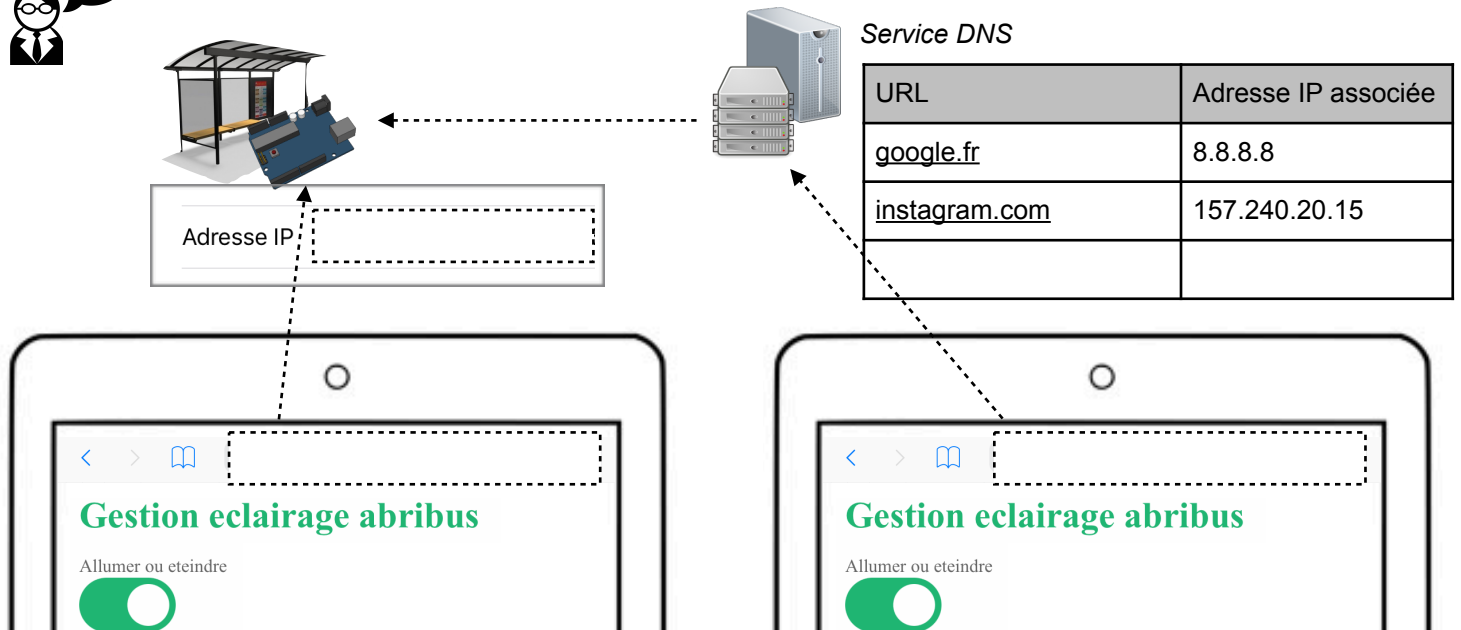 Service DNS
URL Adresse IP associée
google.fr 8.8.8.8
instagram.com 157.240.20.15
Adresse IP
Gestion eclairage abribus
Allumer ou eteindre
Gestion eclairage abribus
Allumer ou eteindre